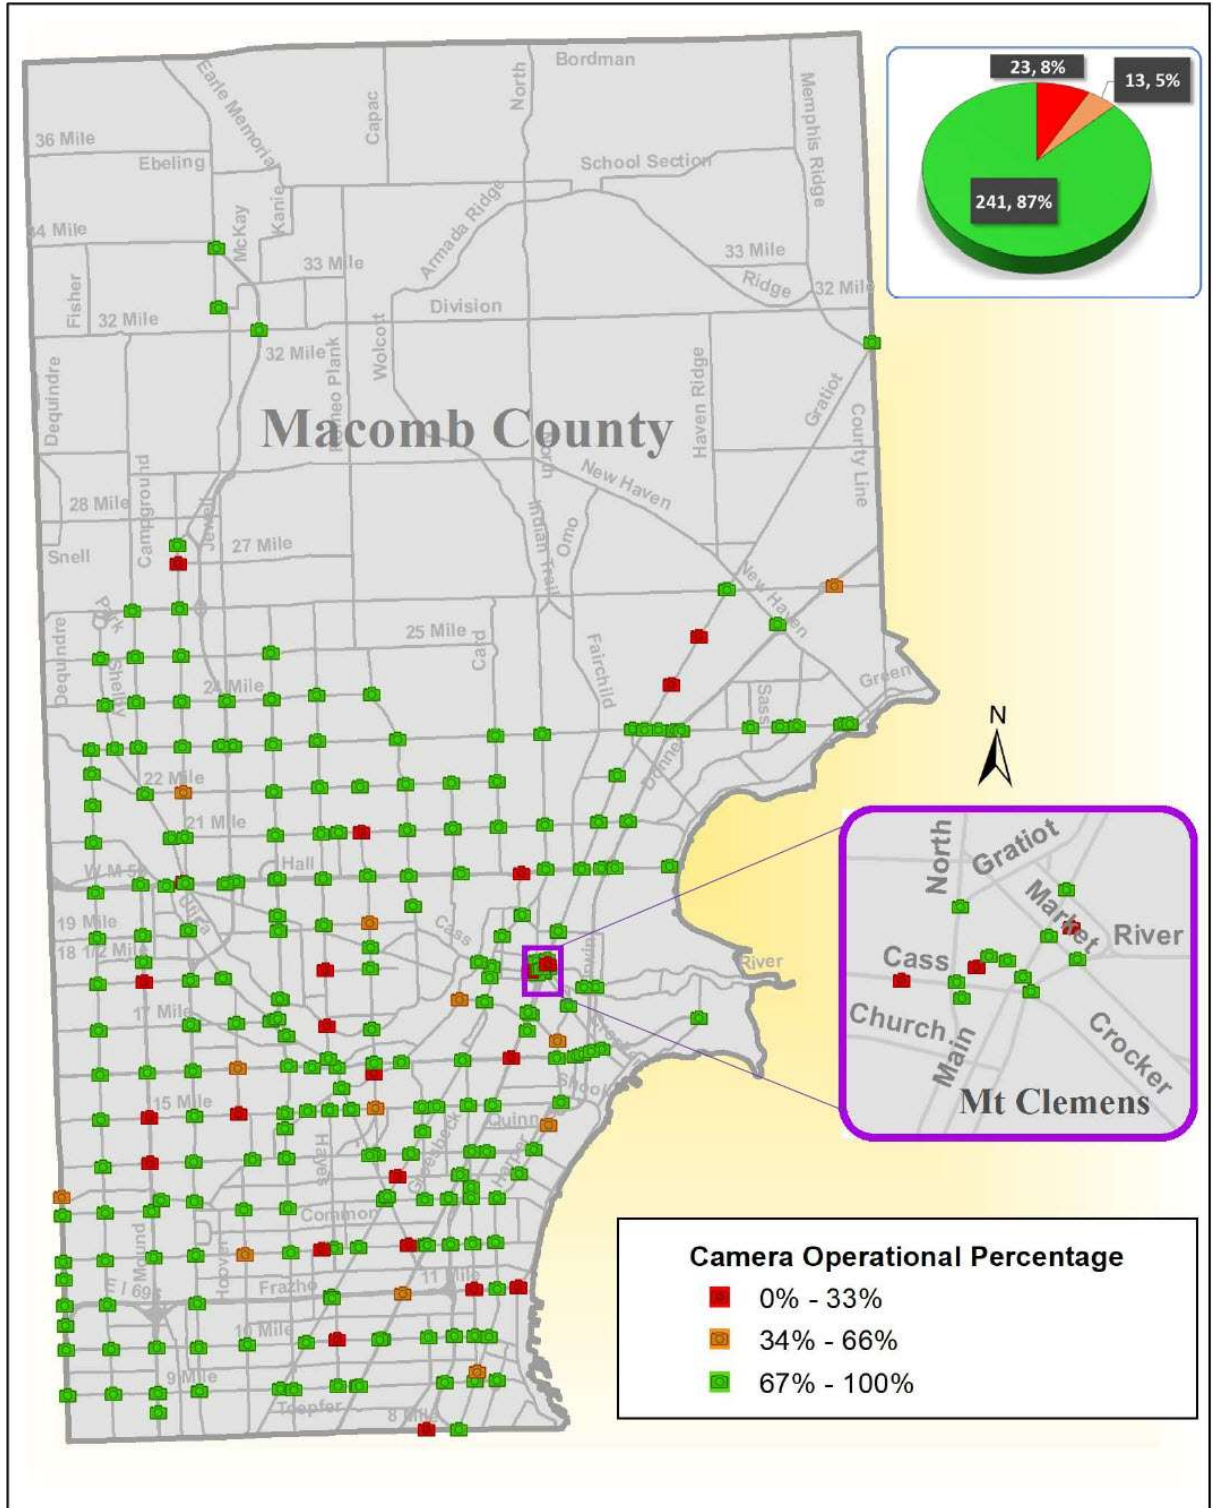 Bordman
23, 8%
13, 5%
241, 87%
Earle Memorial
Capac
North
Memphis Ridge
36 Mile
Ebeling
School Section
McKay
Kanie
Armada Ridge
34 Mile
33 Mile
33 Mile
Ridge
32 Mile
Fisher
32 Mile
Division
32 Mile
Romeo Plank
Wolcott
Dequindre
Haven Ridge
Gratiot
County Line
Macomb County
North
New Haven
28 Mile
Campground
Jewell
Indian Trail
Omo
Snell
27 Mile
New Haven
Park
25 Mile
Card
Fairchild
Dequindre
Shelby
24 Mile
Sass
Green
N
Donner
22 Mile
21 Mile
W M 59
Hall
Utica
19 Mile
18 1/2 Mile
Cass
Irwin
River
17 Mile
Shook
15 Mile
Hayes
Groesbeck
Quinn
Harper
Common
Mound
Hoover
E I 696
Frazho
11 Mile
10 Mile
9 Mile
Toepfer
8 Mile
North
Gratiot
Market
River
Cass
Church
Main
Crocker
Mt Clemens
Camera Operational Percentage
0% - 33%
34% - 66%
67% - 100%